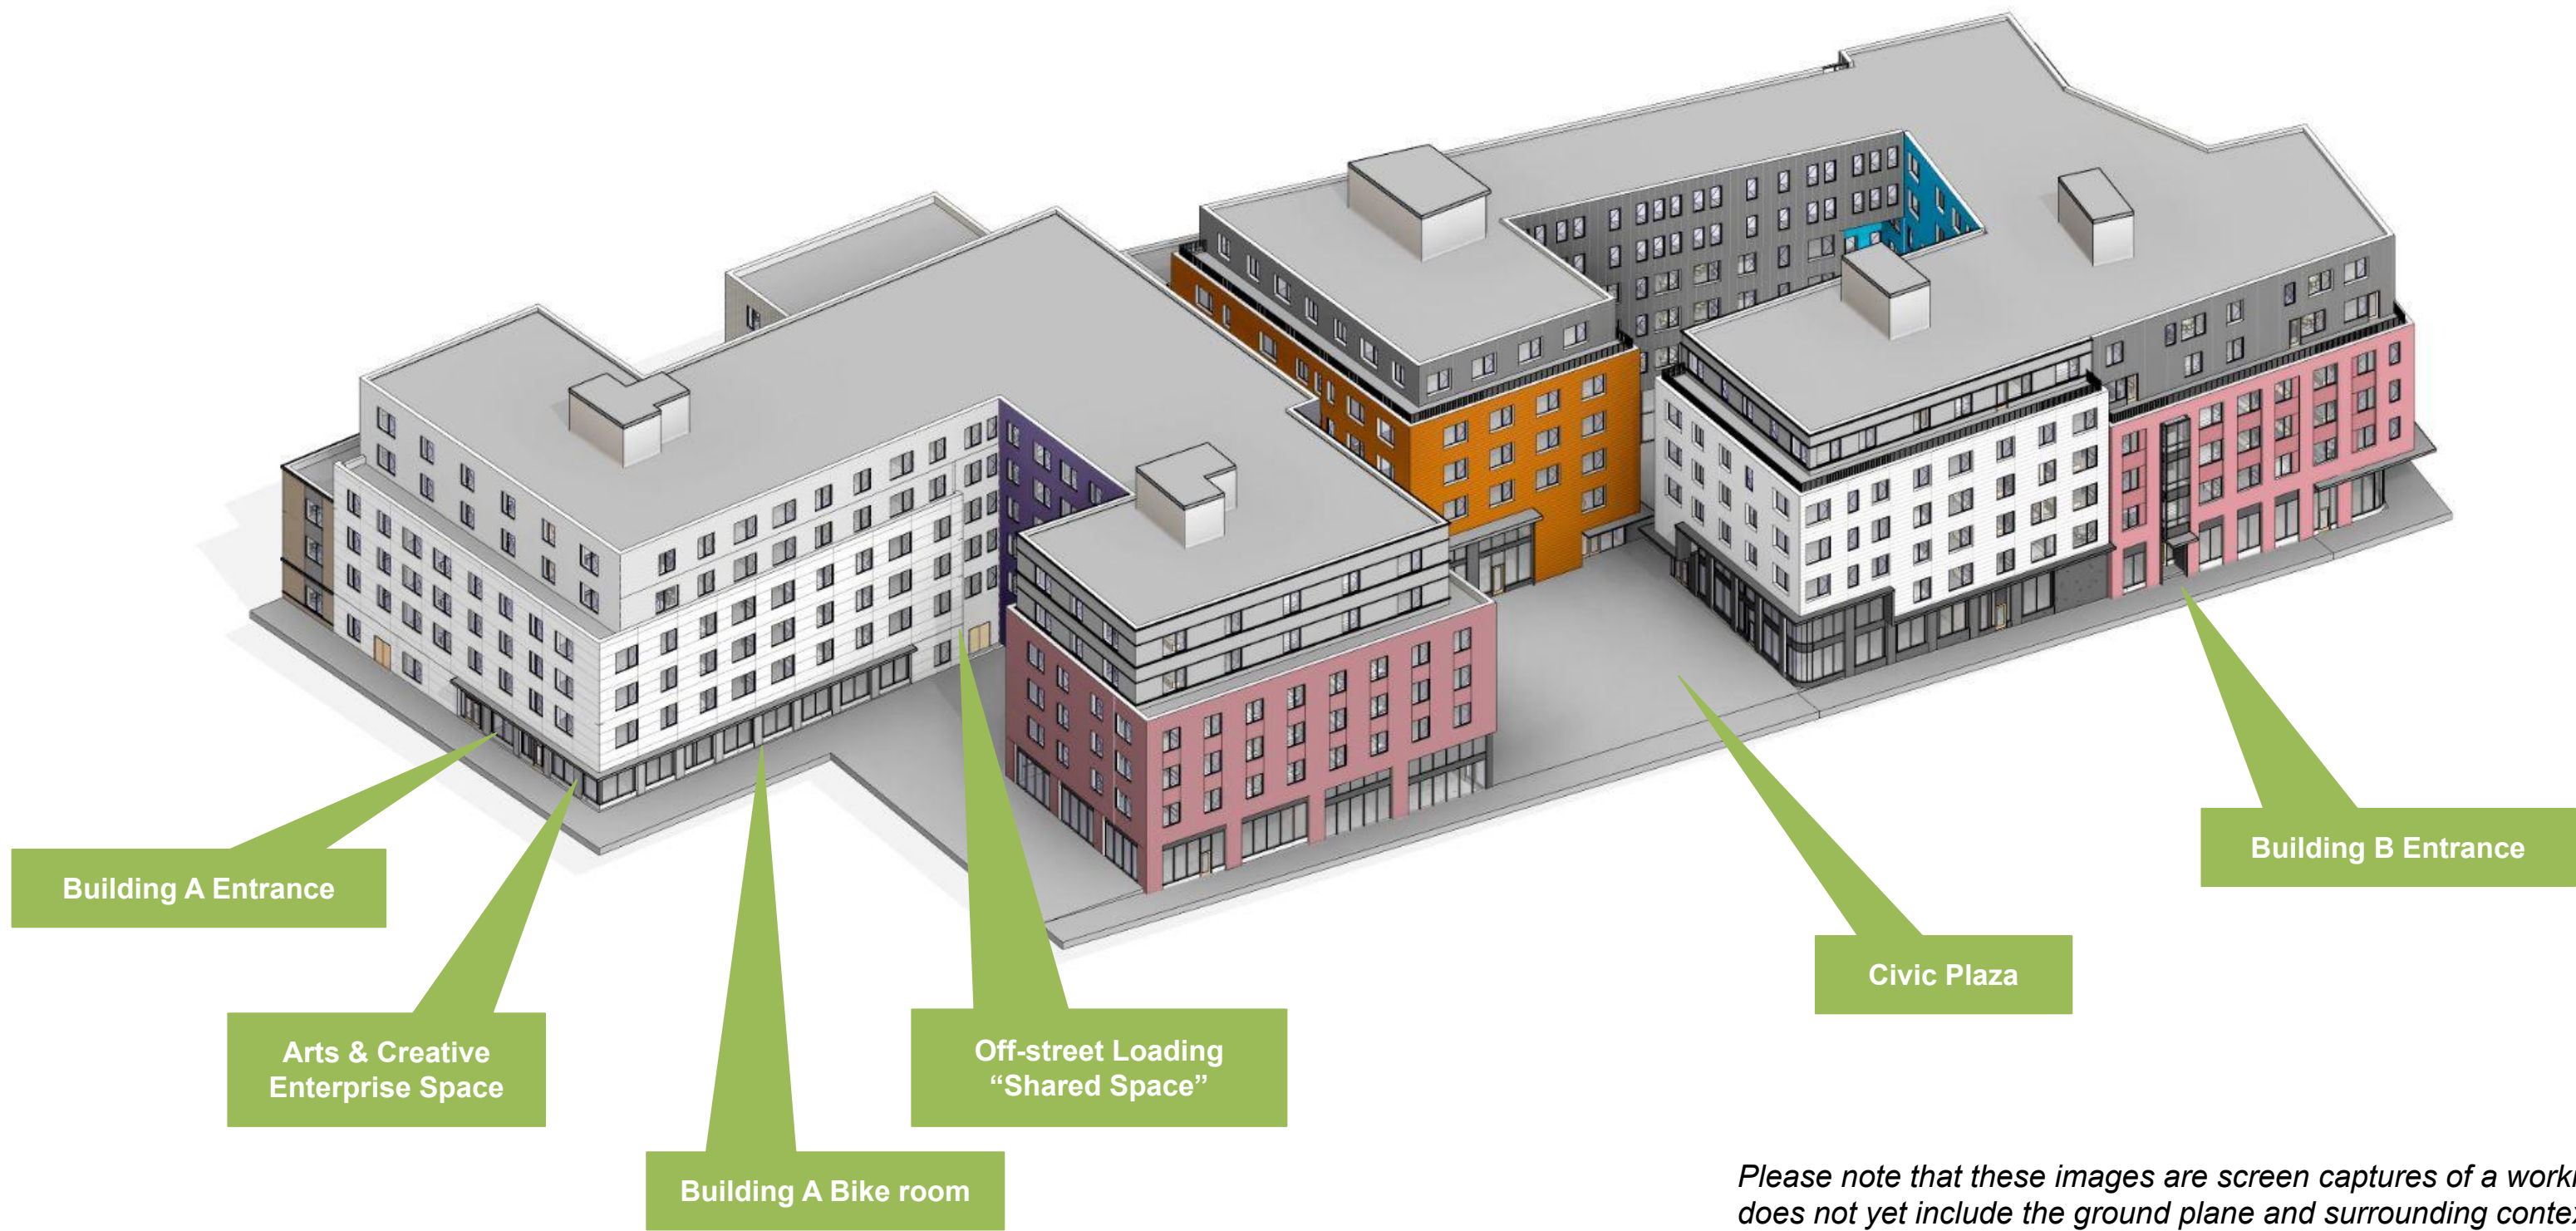 Building A Entrance
Arts & Creative
Enterprise Space
Building A Bike room
Off-street Loading
“Shared Space”
Civic Plaza
Building B Entrance
Please note that these images are screen captures of a
does not yet include the ground plane and surrounding